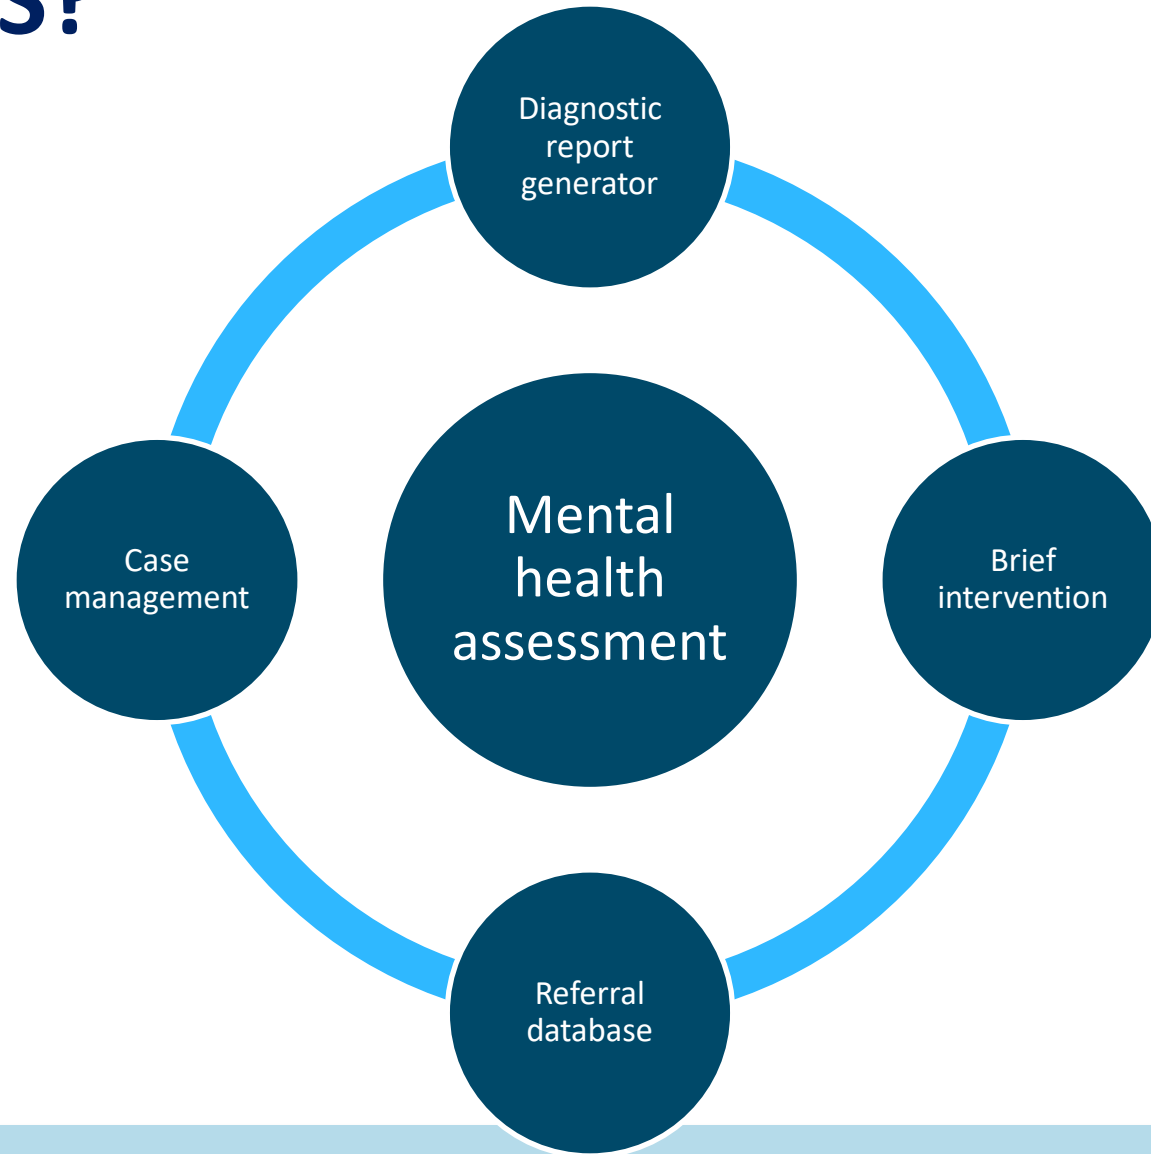 s?
Diagnostic
report
generator
Case
management
Mental
health
assessment
Brief
intervention
Referral
database